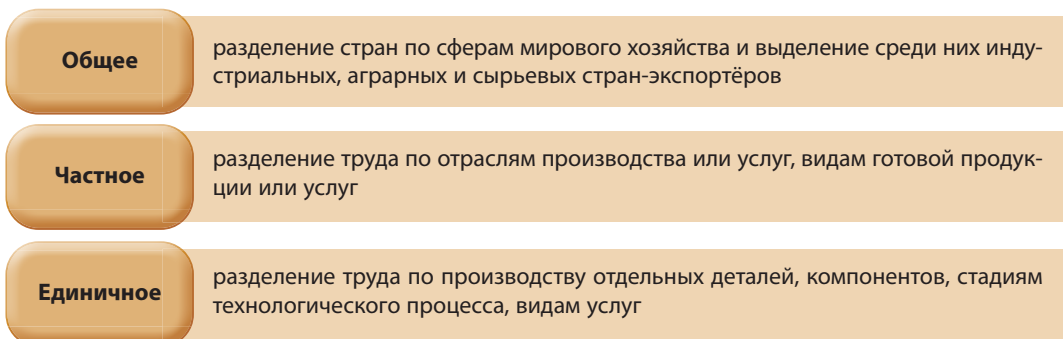 Общее
разделение стран по сферам мирового хозяйства и выделение среди них инду-
стриальных, аграрных и сырьевых стран-экспортёров
Частное
разделение труда по отраслям производства или услуг, видам готовой продук-
ции или услуг
Единичное
разделение труда по производству отдельных деталей, компонентов, стадиям
технологического процесса, видам услуг